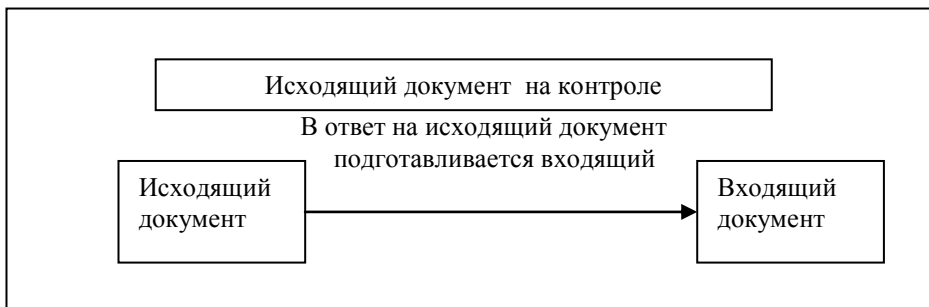 Исходящий документ на контроле
В ответ на исходящий документ
подготавливается входящий
Исходящий
документ
Входящий
документ